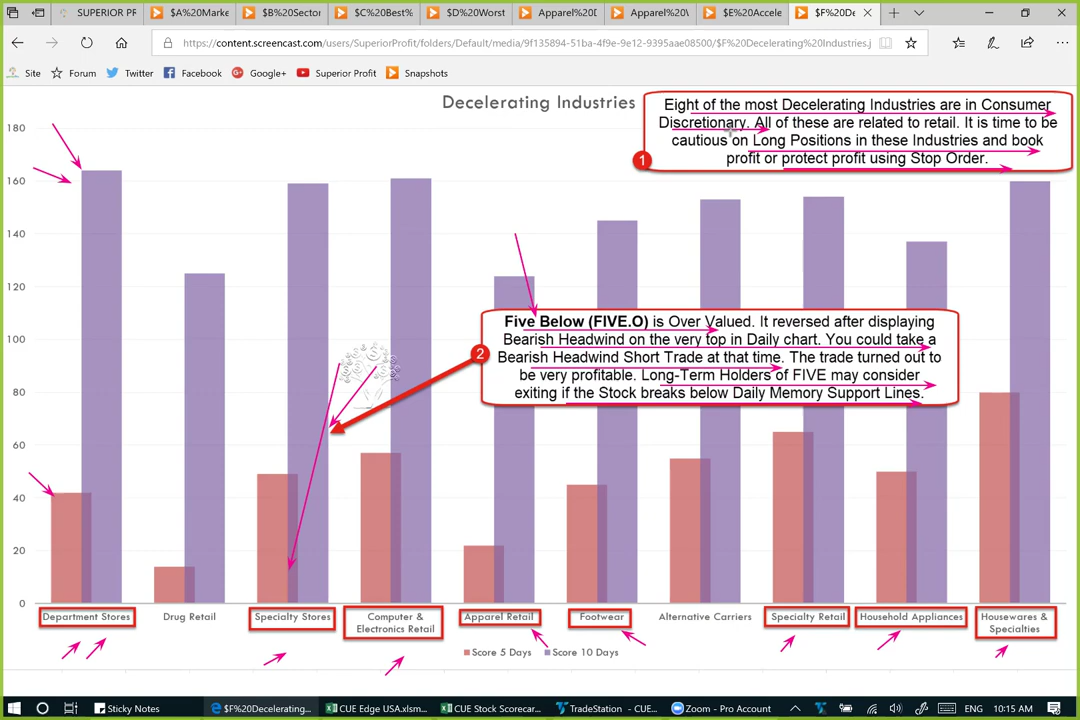 SUPERIOR PF
$A%20Marke
$B%20Sector
$C%20Best%
$D%20Worst
Apparel%20D
Apparel%20\
$E%20Accele
$F%20De
https://content.screencast.com/users/SuperiorProfit/folders/Default/media/9f135894-51ba-4f9e-9e12-9395aae08500/$F%20Decelerating%20Industries.j
Site
Forum
Twitter
Facebook
Google+
Superior Profit
Snapshots
Decelerating Industries
Eight of the most Decelerating Industries are in Consumer
Discretionary. All of these are related to retail. It is time to be
cautious on Long Positions in these Industries and book
profit or protect profit using Stop Order.
1
180
160
140
120
100
80
60
40
20
0
Five Below (FIVE.O) is Over Valued. It reversed after displaying
Bearish Headwind on the very top in Daily chart. You could take a
Bearish Headwind Short Trade at that time. The trade turned out to
be very profitable. Long-Term Holders of FIVE may consider
exiting if the Stock breaks below Daily Memory Support Lines.
2
Department Stores
Drug Retail
Specialty Stores
Computer &
Electronics Retail
Apparel Retail
Footwear
Alternative Carriers
Specialty Retail
Household Appliances
Housewares &
Specialties
Score 5 Days
Score 10 Days
Sticky Notes
$F%20Decelerating...
CUE Edge USA.xlsm...
CUE Stock Scorecar...
TradeStation - CUE...
Zoom - Pro Account
ENG
10:15 AM